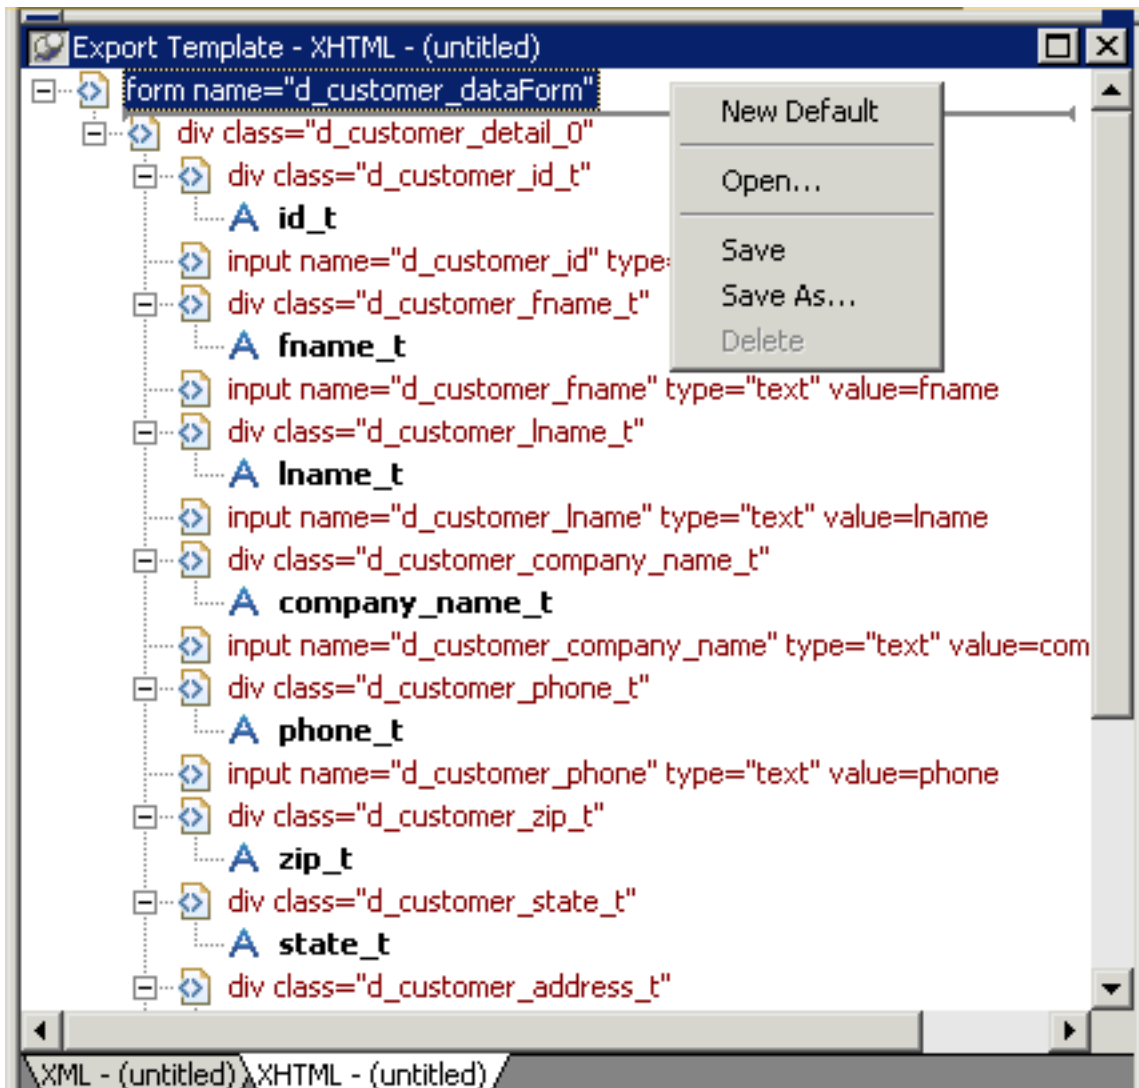 Export Template - XHTML - (untitled)
form name="d_customer_dataForm"
New Default
div class="d_customer_detail_0"
div class="d_customer_id_t"
Open...
id_t
input name="d_customer_id" type=
Save
div class="d_customer_fname_t"
Save As...
fname_t
Delete
input name="d_customer_fname" type="text" value=fname
div class="d_customer_lname_t"
lname_t
input name="d_customer_lname" type="text" value=lname
div class="d_customer_company_name_t"
company_name_t
input name="d_customer_company_name" type="text" value=com
div class="d_customer_phone_t"
phone_t
input name="d_customer_phone" type="text" value=phone
div class="d_customer_zip_t"
zip_t
div class="d_customer_state_t"
state_t
div class="d_customer_address_t"
XML - (untitled) XHTML - (untitled)